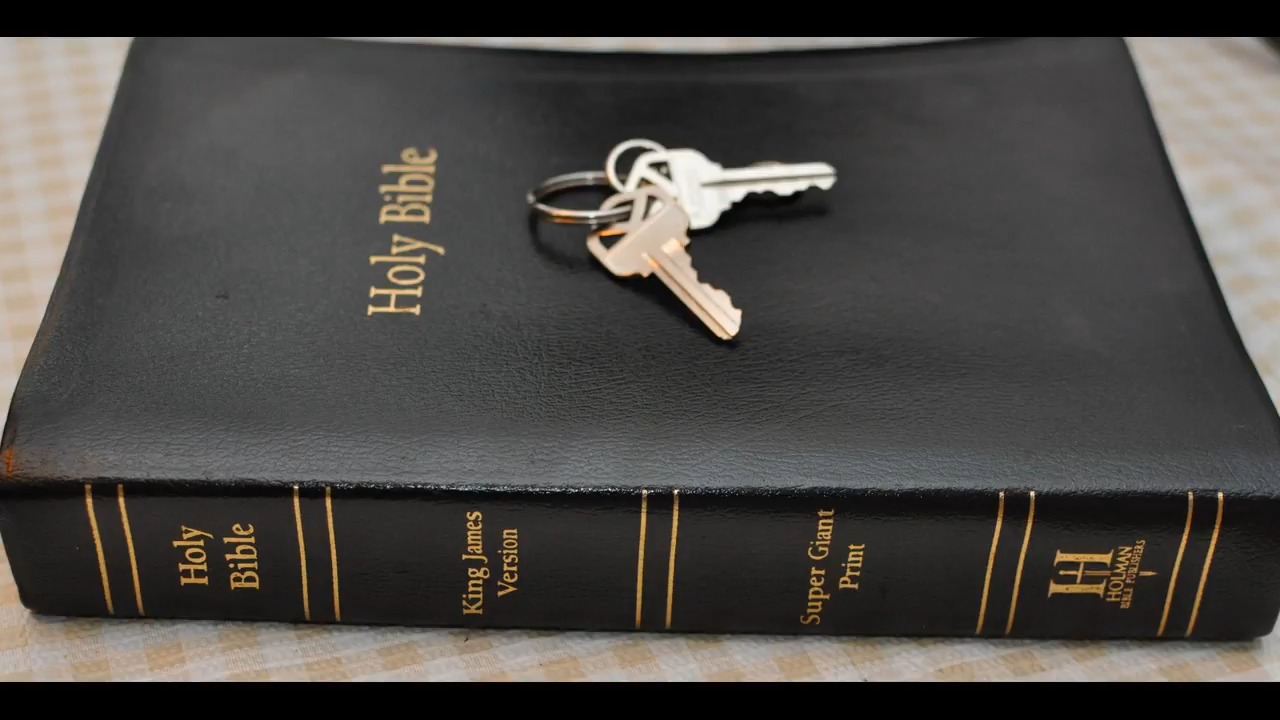 Holy Bible
Holy
Bible
King James
Version
Super Giant
Print
HOLMAN
BIBLE PUBLISHERS